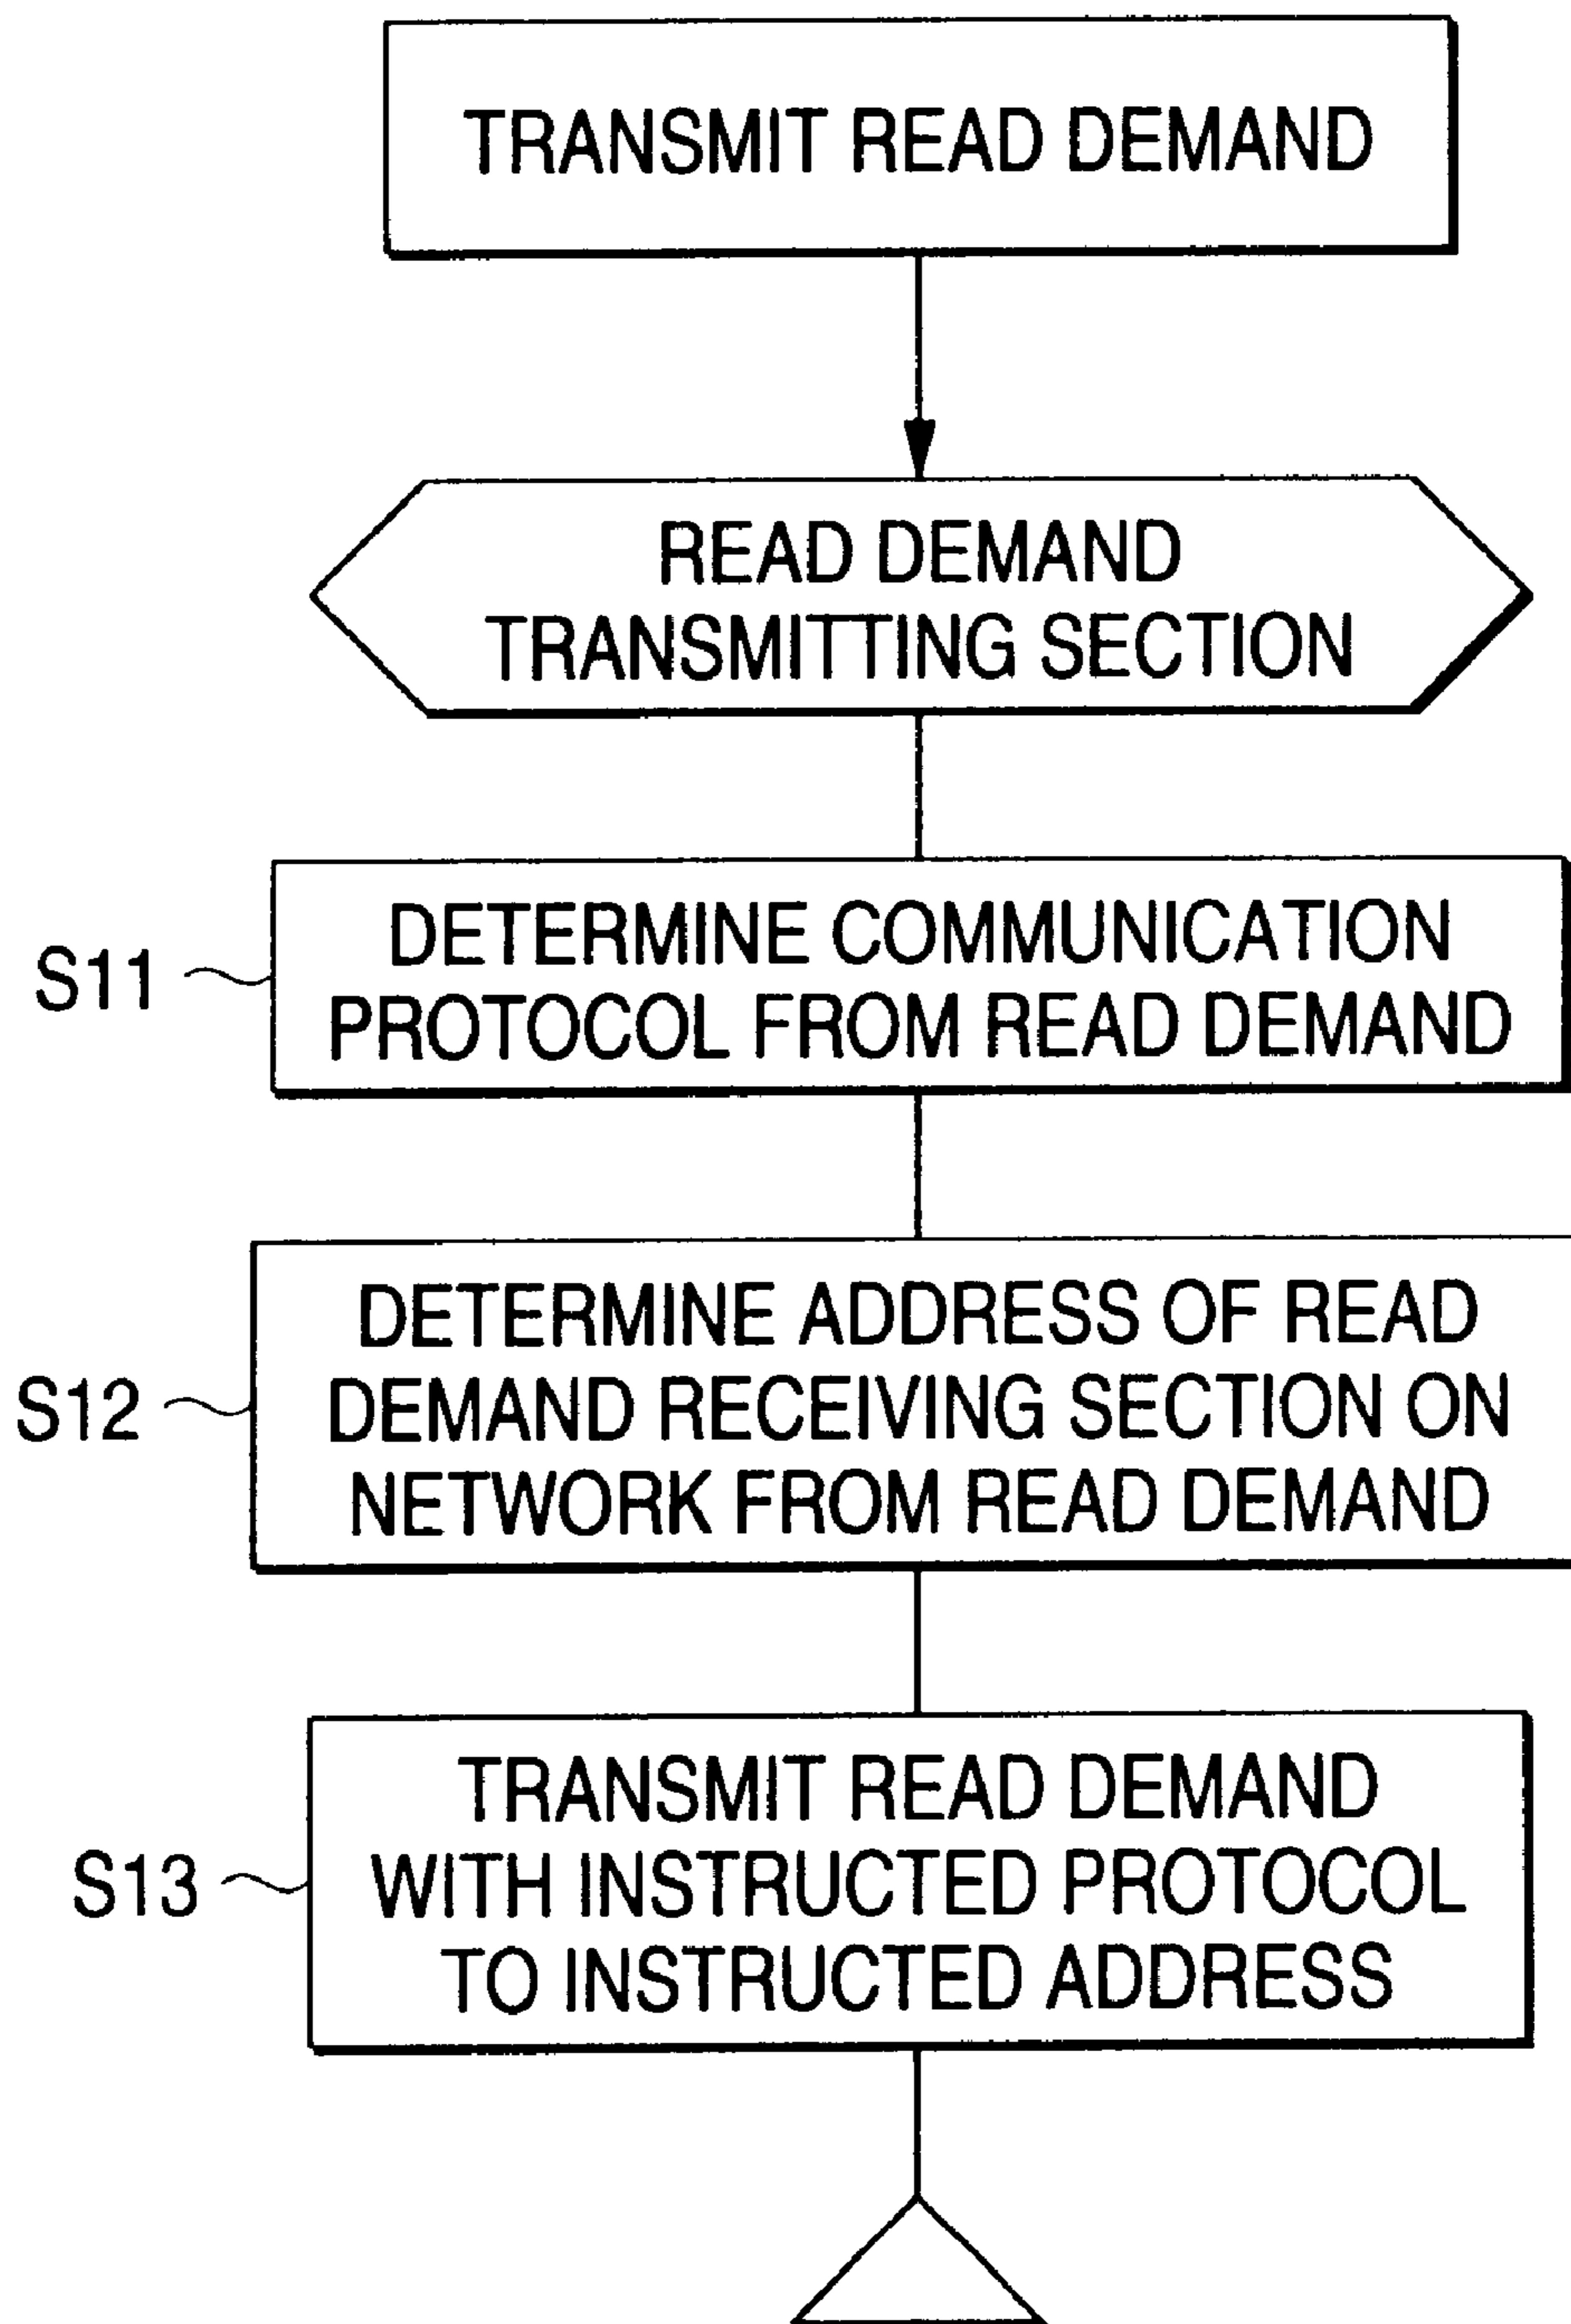 TRANSMIT READ DEMAND
READ DEMAND
TRANSMITTING SECTION
S11
DETERMINE COMMUNICATION
PROTOCOL FROM READ DEMAND
S12
DETERMINE ADDRESS OF READ
DEMAND RECEIVING SECTION ON
NETWORK FROM READ DEMAND
S13
TRANSMIT READ DEMAND
WITH INSTRUCTED PROTOCOL
TO INSTRUCTED ADDRESS